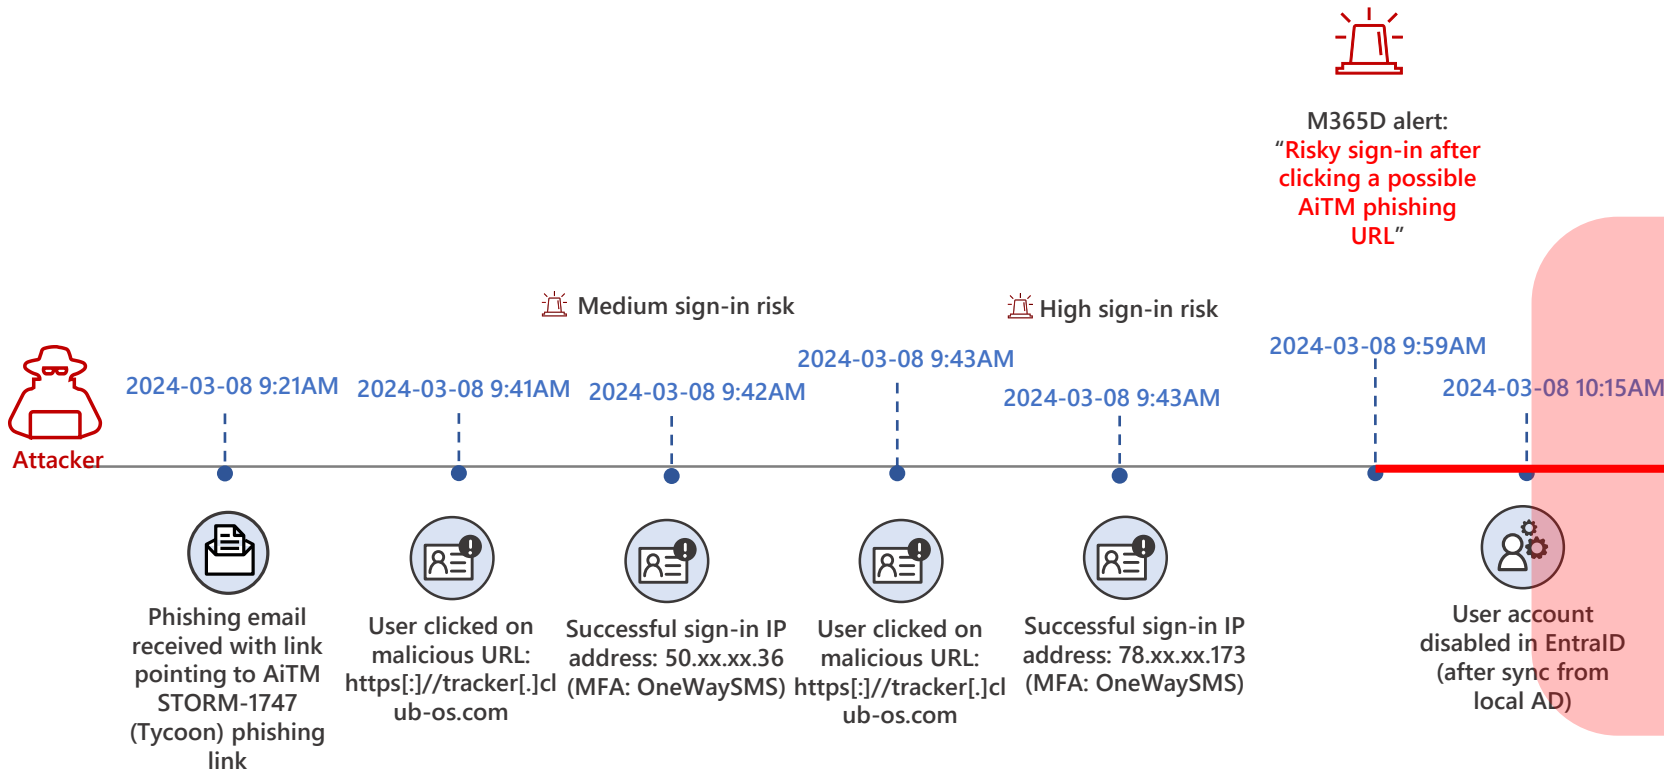 M365D alert:
“Risky sign-in after
clicking a possible
AiTM phishing
URL”
Medium sign-in risk
High sign-in risk
2024-03-08 9:21AM
2024-03-08 9:41AM
2024-03-08 9:42AM
2024-03-08 9:43AM
2024-03-08 9:43AM
2024-03-08 9:59AM
2024-03-08 10:15AM
Attacker
Phishing email
received with link
pointing to AiTM
STORM-1747
(Tycoon) phishing
link
User clicked on
malicious URL:
https[:]//tracker[.]cl
ub-os.com
Successful sign-in IP
address: 50.xx.xx.36
(MFA: OneWaySMS)
User clicked on
malicious URL:
https[:]//tracker[.]cl
ub-os.com
Successful sign-in IP
address: 78.xx.xx.173
(MFA: OneWaySMS)
User account
disabled in EntraID
(after sync from
local AD)